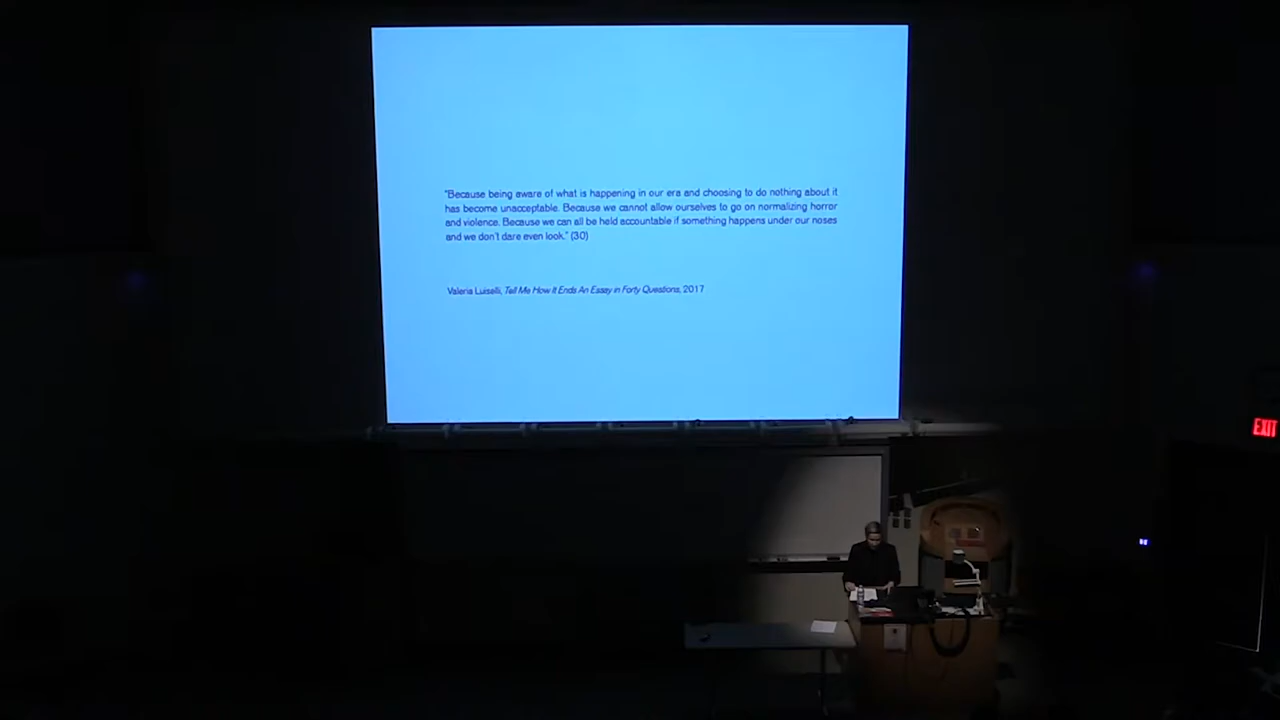 "Because being aware of what is happening in our era and choosing to do nothing about it
has become unacceptable. Because we cannot allow ourselves to go on normalizing horror
and violence. Because we can all be held accountable if something happens under our noses
and we don't dare even look." (30)
Valeria Luiselli, Tell Me How It Ends An Essay in Forty Questions, 2017
EXIT